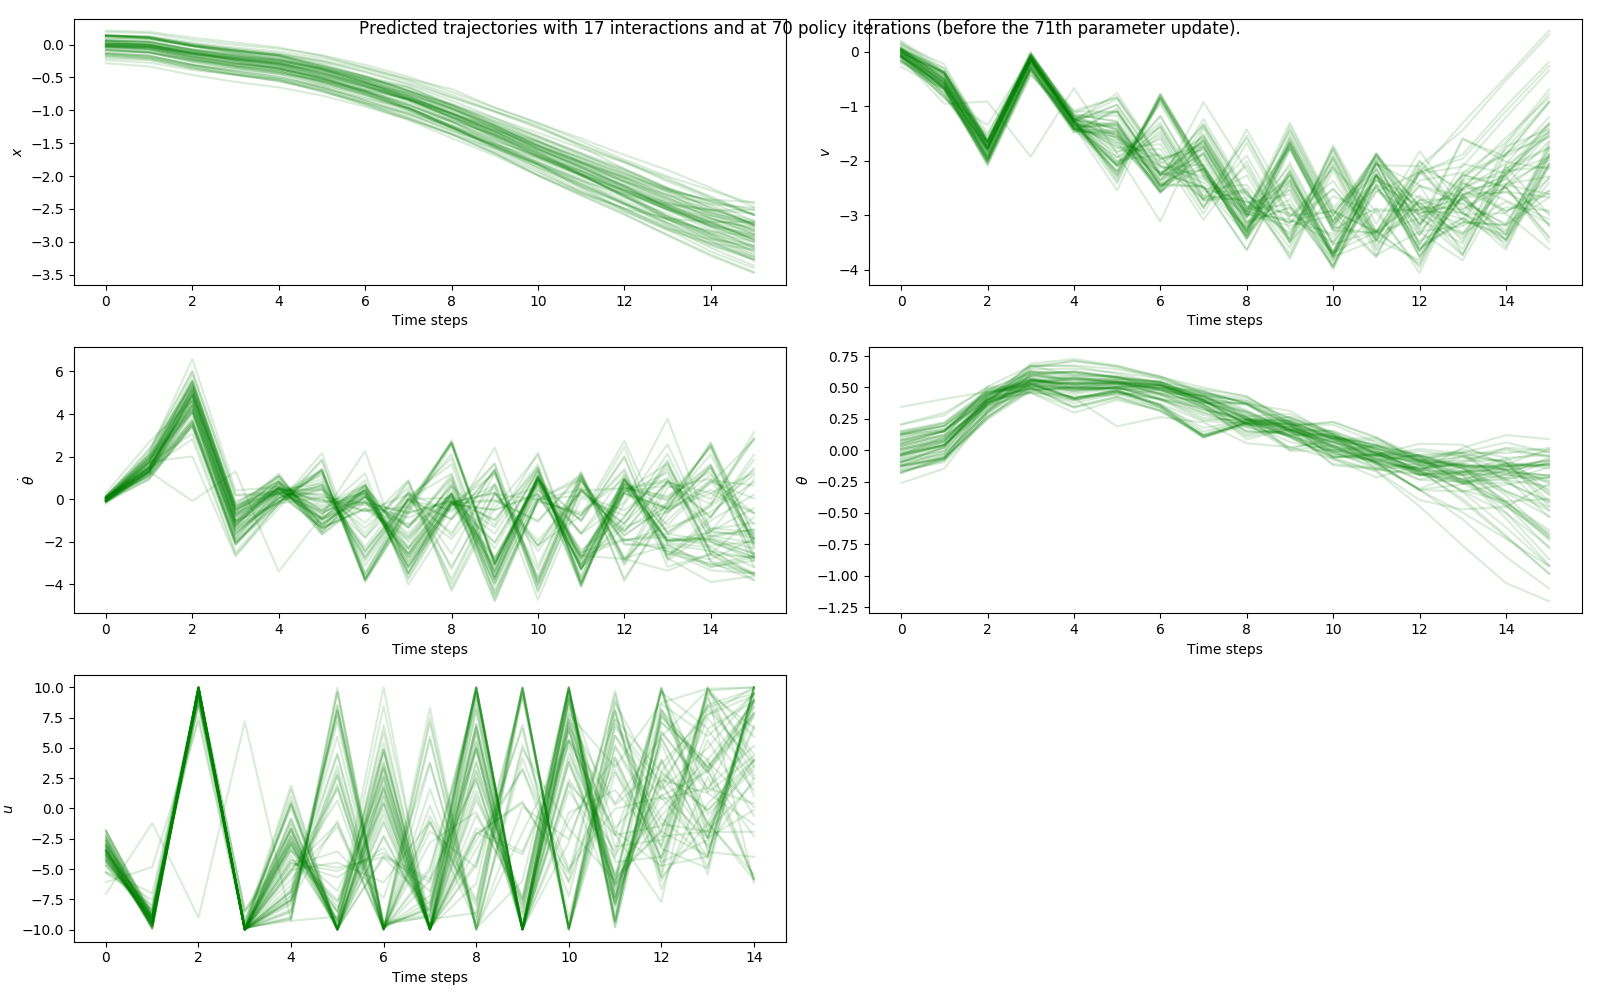 Predicted trajectories with 17 interactions and at 70 policy iterations (before the 71th parameter update).
0.0
−0.5
−1.0
−1.5
−2.0
−2.5
−3.0
−3.5
x
0 2 4 6 8 10 12 14
Time steps
0
−1
−2
−3
−4
v
0 2 4 6 8 10 12 14
Time steps
6
4
2
0
−2
−4
θ̇
0 2 4 6 8 10 12 14
Time steps
0.75
0.50
0.25
0.00
−0.25
−0.50
−0.75
−1.00
−1.25
θ
0 2 4 6 8 10 12 14
Time steps
10.0
7.5
5.0
2.5
0.0
−2.5
−5.0
−7.5
−10.0
u
0 2 4 6 8 10 12 14
Time steps